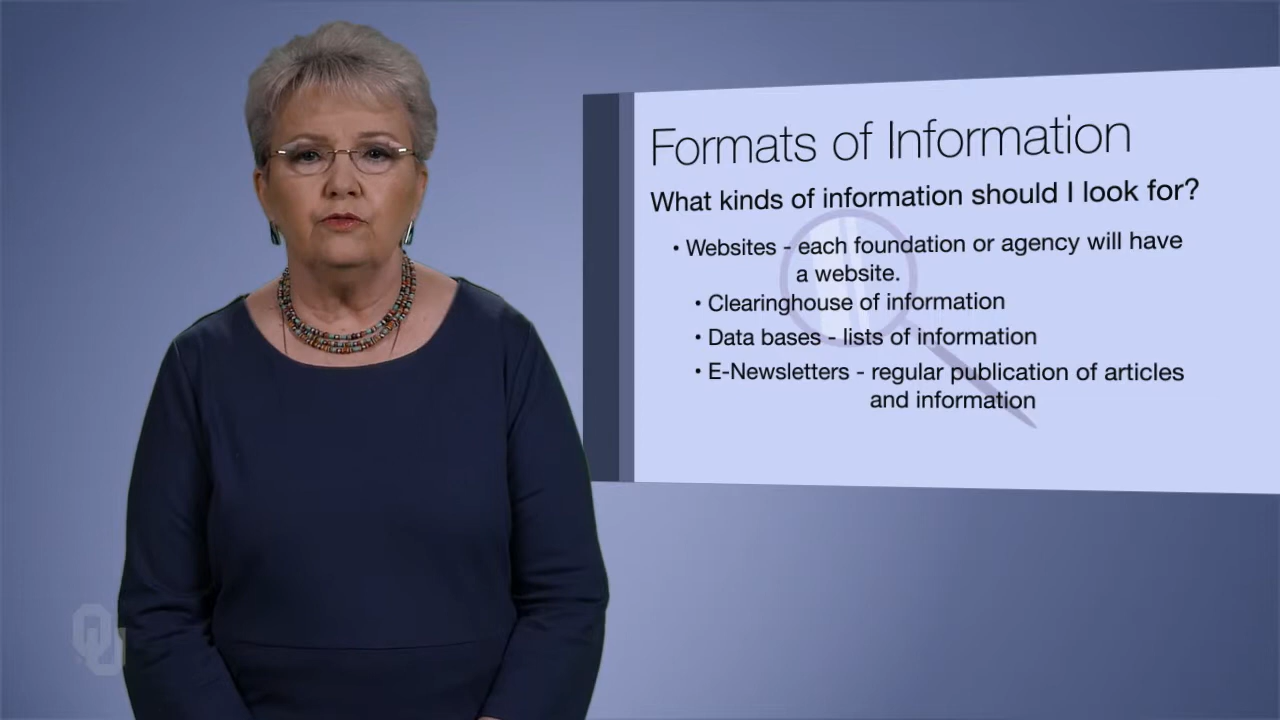 Formats of Information
What kinds of information should I look for?
• Websites - each foundation or agency will have
a website.
• Clearinghouse of information
• Data bases - lists of information
• E-Newsletters - regular publication of articles
and information
OU